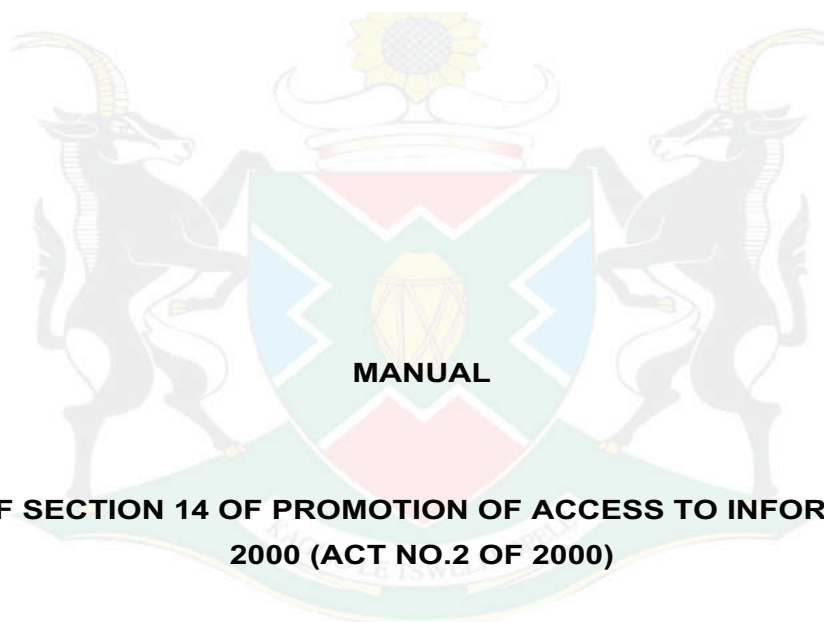 MANUAL
F SECTION 14 OF PROMOTION OF ACCESS TO INFOR
2000 (ACT NO.2 OF 2000)